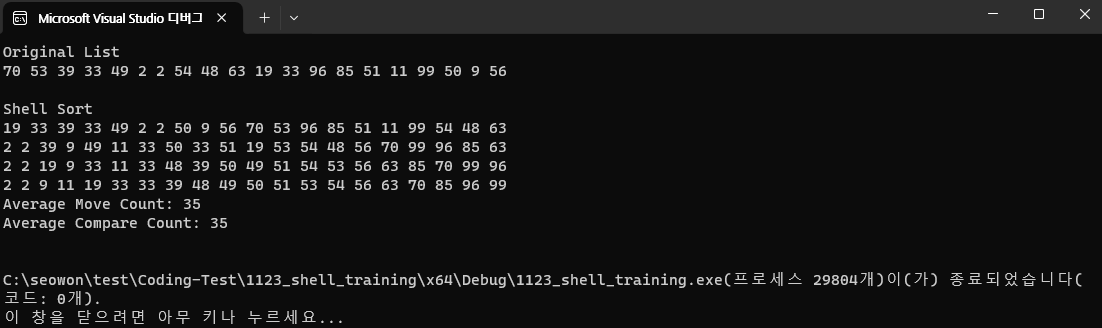 Microsoft Visual Studio 디버그
Original List
70 53 39 33 49 2 2 54 48 63 19 33 96 85 51 11 99 50 9 56
Shell Sort
19 33 39 33 49 2 2 50 9 56 70 53 96 85 51 11 99 54 48 63
2 2 39 9 49 11 33 50 33 51 19 53 54 48 56 70 99 96 85 63
2 2 19 9 33 11 33 48 39 50 49 51 54 53 56 63 85 70 99 96
2 2 9 11 19 33 33 39 48 49 50 51 53 54 56 63 70 85 96 99
Average Move Count: 35
Average Compare Count: 35
C:\seowon\test\Coding-Test\1123_shell_training\x64\Debug\1123_shell_training.exe(프로세스 29804개)이(가) 종료되었습니다(
코드: 0개).
이 창을 닫으려면 아무 키나 누르세요...